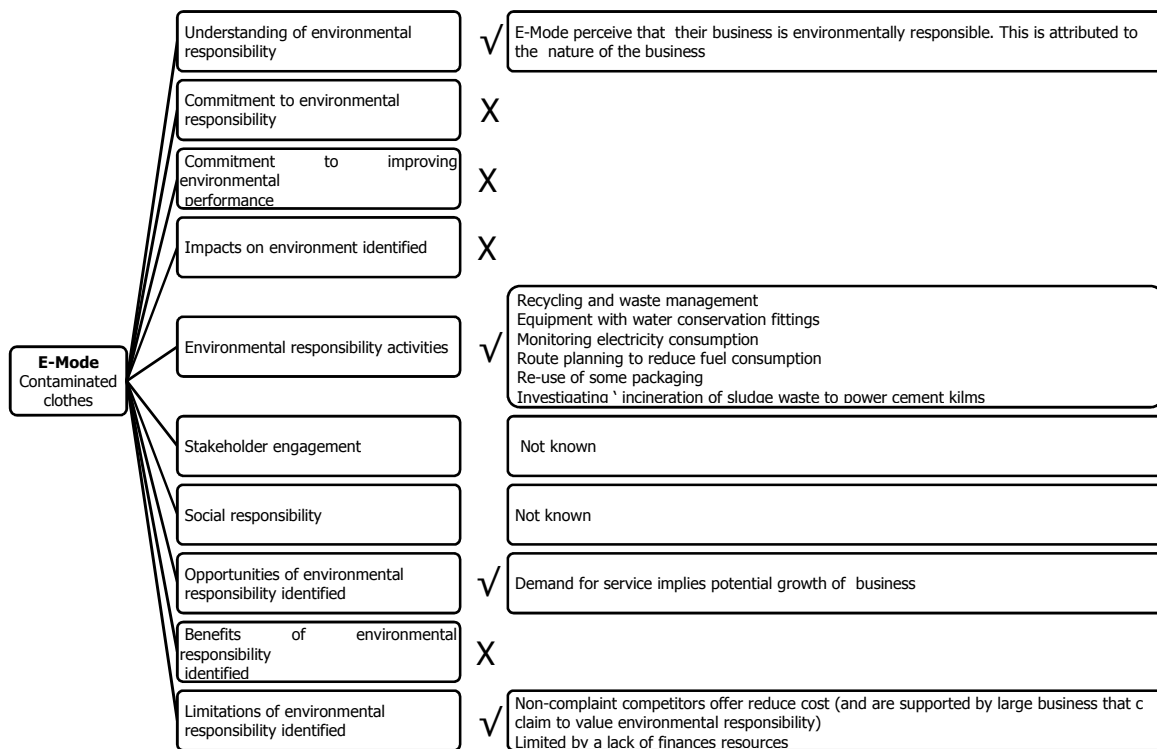 Understanding of environmental
responsibility
√
E-Mode perceive that their business is environmentally responsible. This is attributed to
the nature of the business
Commitment to environmental
responsibility
X
Commitment to improving
environmental
performance
X
Impacts on environment identified
X
E-Mode
Contaminated
clothes
Environmental responsibility activities
√
Recycling and waste management
Equipment with water conservation fittings
Monitoring electricity consumption
Route planning to reduce fuel consumption
Re-use of some packaging
Investigating ‘ incineration of sludge waste to power cement kilms
Stakeholder engagement
Not known
Social responsibility
Not known
Opportunities of environmental
responsibility identified
√
Demand for service implies potential growth of business
Benefits of environmental
responsibility
identified
X
Limitations of environmental
responsibility identified
√
Non-complaint competitors offer reduce cost (and are supported by large business that c
claim to value environmental responsibility)
Limited by a lack of finances resources